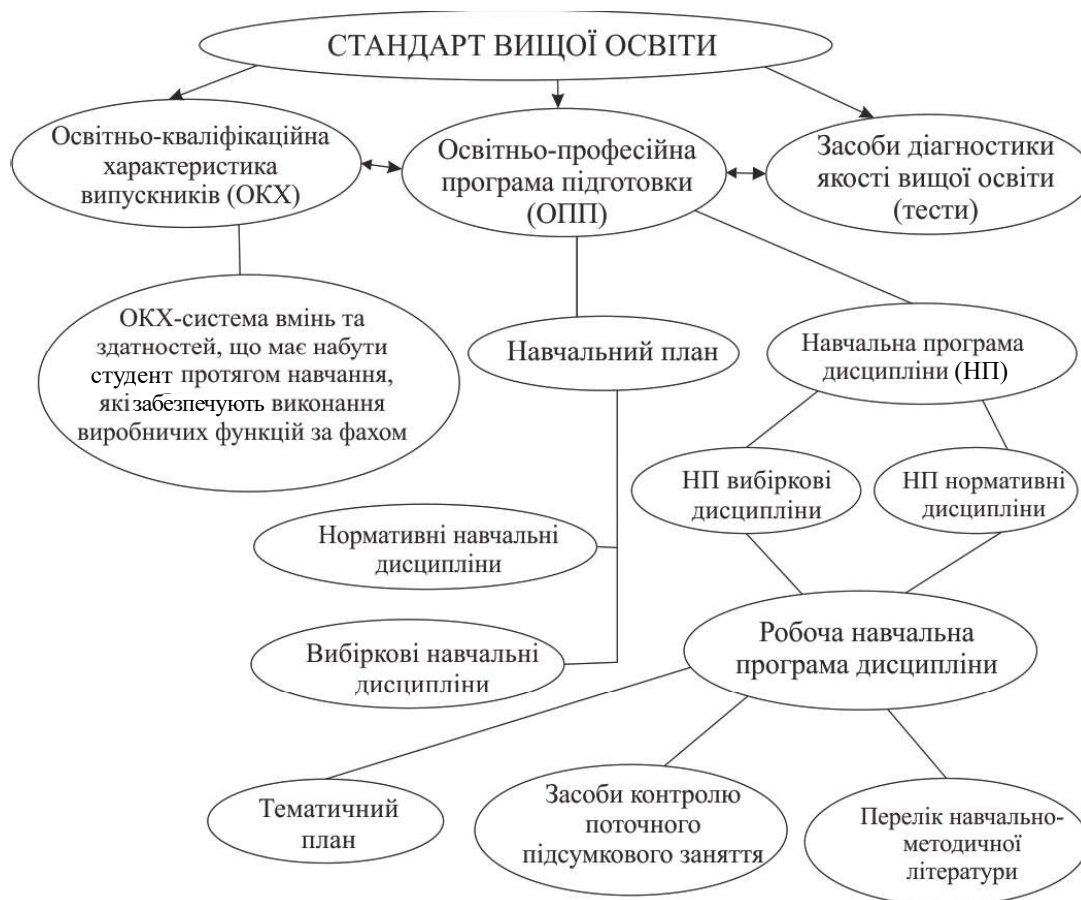 СТАНДАРТ ВИЩОЇ ОСВІТИ
Освітньо-кваліфікаційна
характеристика
випускників (ОКХ)
Освітньо-професійна
програма підготовки
(ОПП)
Засоби діагностики
якості вищої освіти
(тести)
ОКХ-система вмінь та
здатностей, що має набути
студент протягом навчання,
які забезпечують виконання
виробничих функцій за фахом
Навчальний план
Навчальна програма
дисципліни (НП)
НП вибіркові
дисципліни
НП нормативні
дисципліни
Нормативні навчальні
дисципліни
Вибіркові навчальні
дисципліни
Робоча навчальна
програма дисципліни
Тематичний
план
Засоби контролю
поточного
підсумкового заняття
Перелік навчально-
методичної
літератури